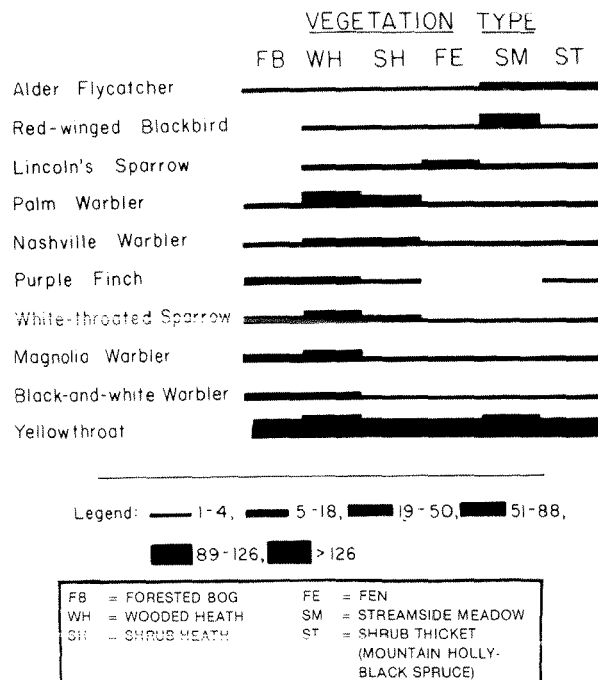 VEGETATION TYPE
FB WH SH FE SM ST
Alder Flycatcher
Red-winged Blackbird
Lincoln's Sparrow
Palm Warbler
Nashville Warbler
Purple Finch
White-throated Sparrow
Magnolia Warbler
Black-and-white Warbler
Yellowthroat
Legend: 1-4, 5-18, 19-50, 51-88,
89-126, >126
FB = FORESTED BOG FE = FEN
WH = WOODED HEATH SM = STREAMSIDE MEADOW
SH = SHRUB HEATH ST = SHRUB THICKET
(MOUNTAIN HOLLY-
BLACK SPRUCE)